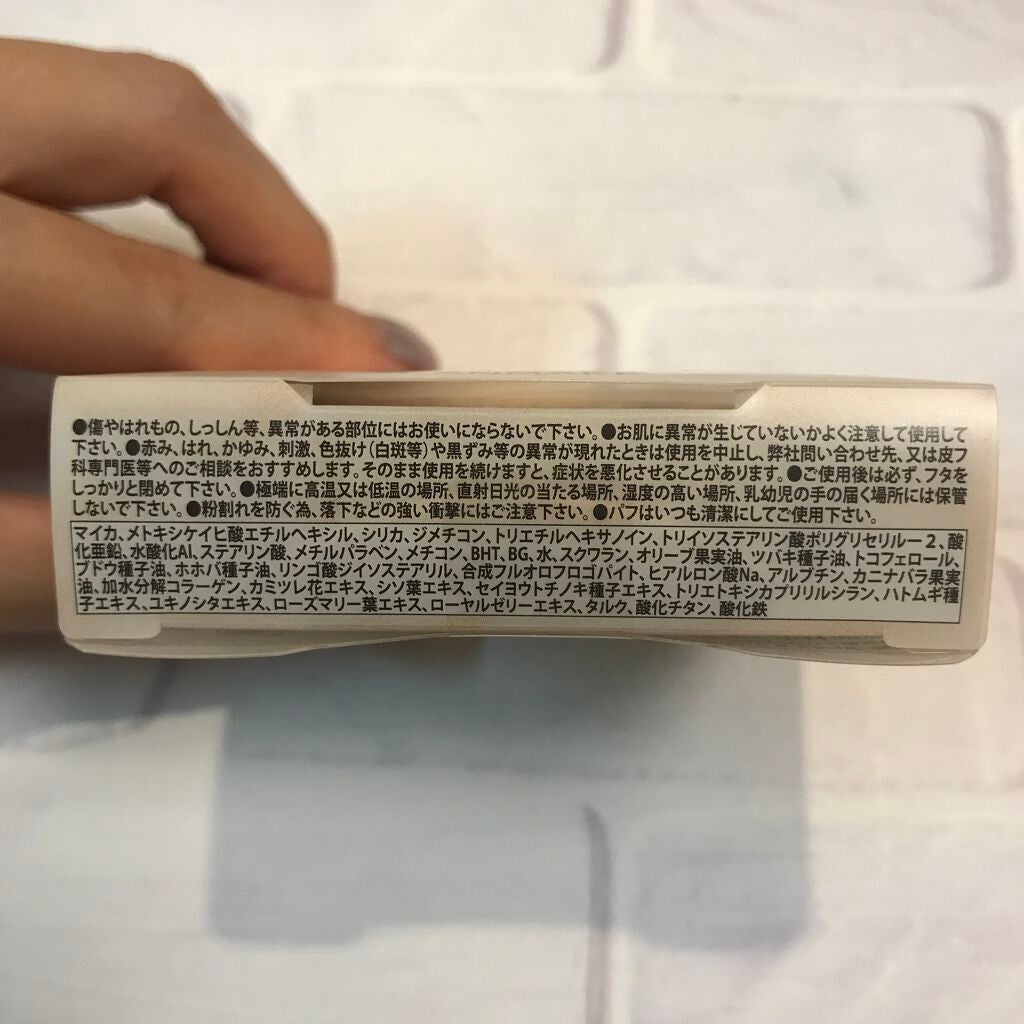 ●傷やはれもの、しっしん等、異常がある部位にはお使いにならないで下さい。●お肌に異常が生じていないかよく注意して使用して
下さい。●赤み、はれ、かゆみ、刺激、色抜け(白斑等)や黒ずみ等の異常が現れたときは使用を中止し、弊社問い合わせ先、又は皮フ
科専門医等へのご相談をおすすめします。そのまま使用を続けますと、症状を悪化させることがあります。●ご使用後は必ず、フタを
しっかりと閉めて下さい。●極端に高温又は低温の場所、直射日光の当たる場所、湿度の高い場所、乳幼児の手の届く場所には保管
しないで下さい。●粉割れを防ぐ為、落下などの強い衝撃にはご注意下さい。●パフはいつも清潔にしてご使用下さい。
マイカ、メトキシケイヒ酸エチルヘキシル、シリカ、ジメチコン、トリエチルヘキサノイン、トリイソステアリン酸ポリグリセリル-2、酸
化亜鉛、水酸化Al、ステアリン酸、メチルパラベン、メチコン、BHT、BG、水、スクワラン、オリーブ果実油、ツバキ種子油、トコフェロール、
ブドウ種子油、ホホバ種子油、リンゴ酸ジイソステアリル、合成フルオロフロゴパイト、ヒアルロン酸Na、アルブチン、カニナバラ果実
油、加水分解コラーゲン、カミツレ花エキス、シソ葉エキス、セイヨウトチノキ種子エキス、トリエトキシカプリリルシラン、ハトムギ種
子エキス、ユキノシタエキス、ローズマリー葉エキス、ローヤルゼリーエキス、タルク、酸化チタン、酸化鉄